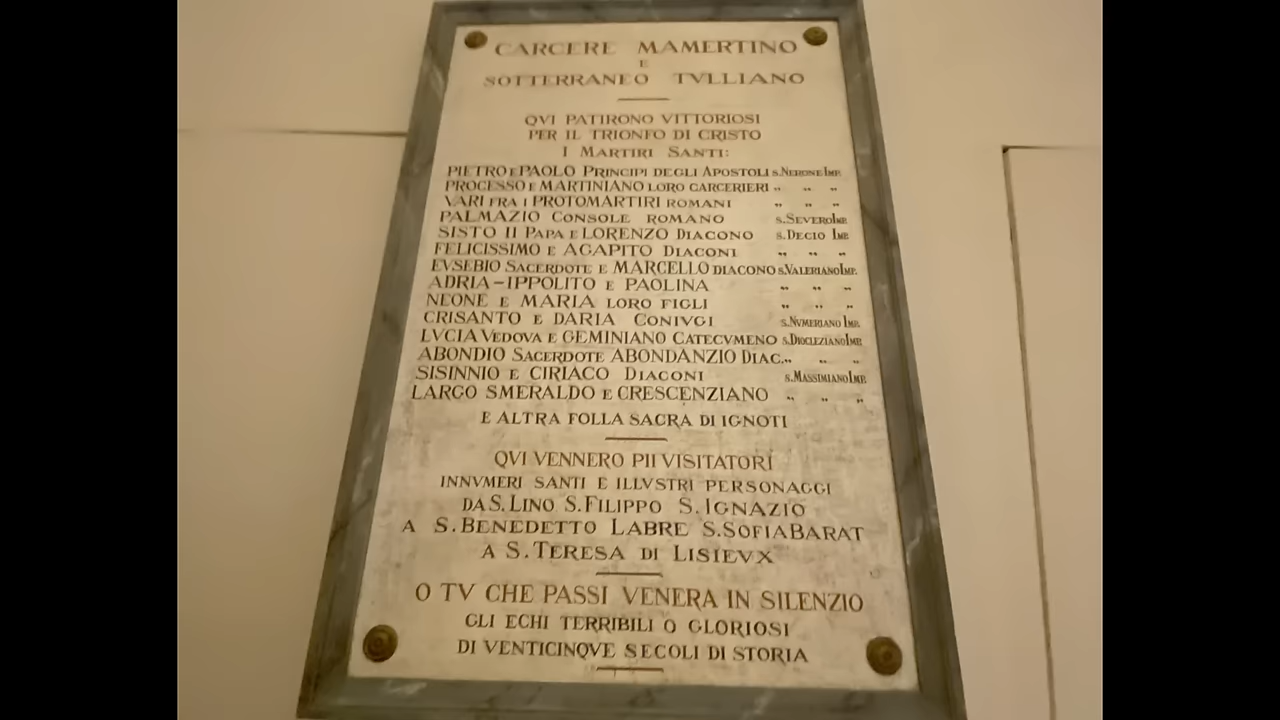 CARCERE MAMERTINO
E
SOTTERRANEO TVLLIANO
QVI PATIRONO VITTORIOSI
PER IL TRIONFO DI CRISTO
I MARTIRI SANTI:
PIETRO E PAOLO PRINCIPI DEGLI APOSTOLI S. NERONE IMP.
PROCESSO E MARTINIANO LORO CARCERIERI " " "
VARI FRA I PROTOMARTIRI ROMANI " " "
PALMAZIO CONSOLE ROMANO S. SEVERO IMP.
SISTO II PAPA E LORENZO DIACONO S. DECIO IMP.
FELICISSIMO E AGAPITO DIACONI " " "
EVSEBIO SACERDOTE E MARCELLO DIACONO S. VALERIANO IMP.
ADRIA-IPPOLITO E PAOLINA " " "
NEONE E MARIA LORO FIGLI " " "
CRISANTO E DARIA CONIVGI S. NVMERIANO IMP.
LVCIA VEDOVA E GEMINIANO CATECVMENO S. DIOCLEZIANO IMP.
ABONDIO SACERDOTE ABONDANZIO DIAC. " " "
SISINNIO E CIRIACO DIACONI S. MASSIMIANO IMP.
LARGO SMERALDO E CRESCENZIANO " " "
E ALTRA FOLLA SACRA DI IGNOTI
QVI VENNERO PII VISITATORI
INNVMERI SANTI E ILLVSTRI PERSONAGGI
DA S. LINO S. FILIPPO S. IGNAZIO
A S. BENEDETTO LABRE S. SOFIA BARAT
A S. TERESA DI LISIEVX
O TV CHE PASSI VENERA IN SILENZIO
GLI ECHI TERRIBILI O GLORIOSI
DI VENTICINQVE SECOLI DI STORIA